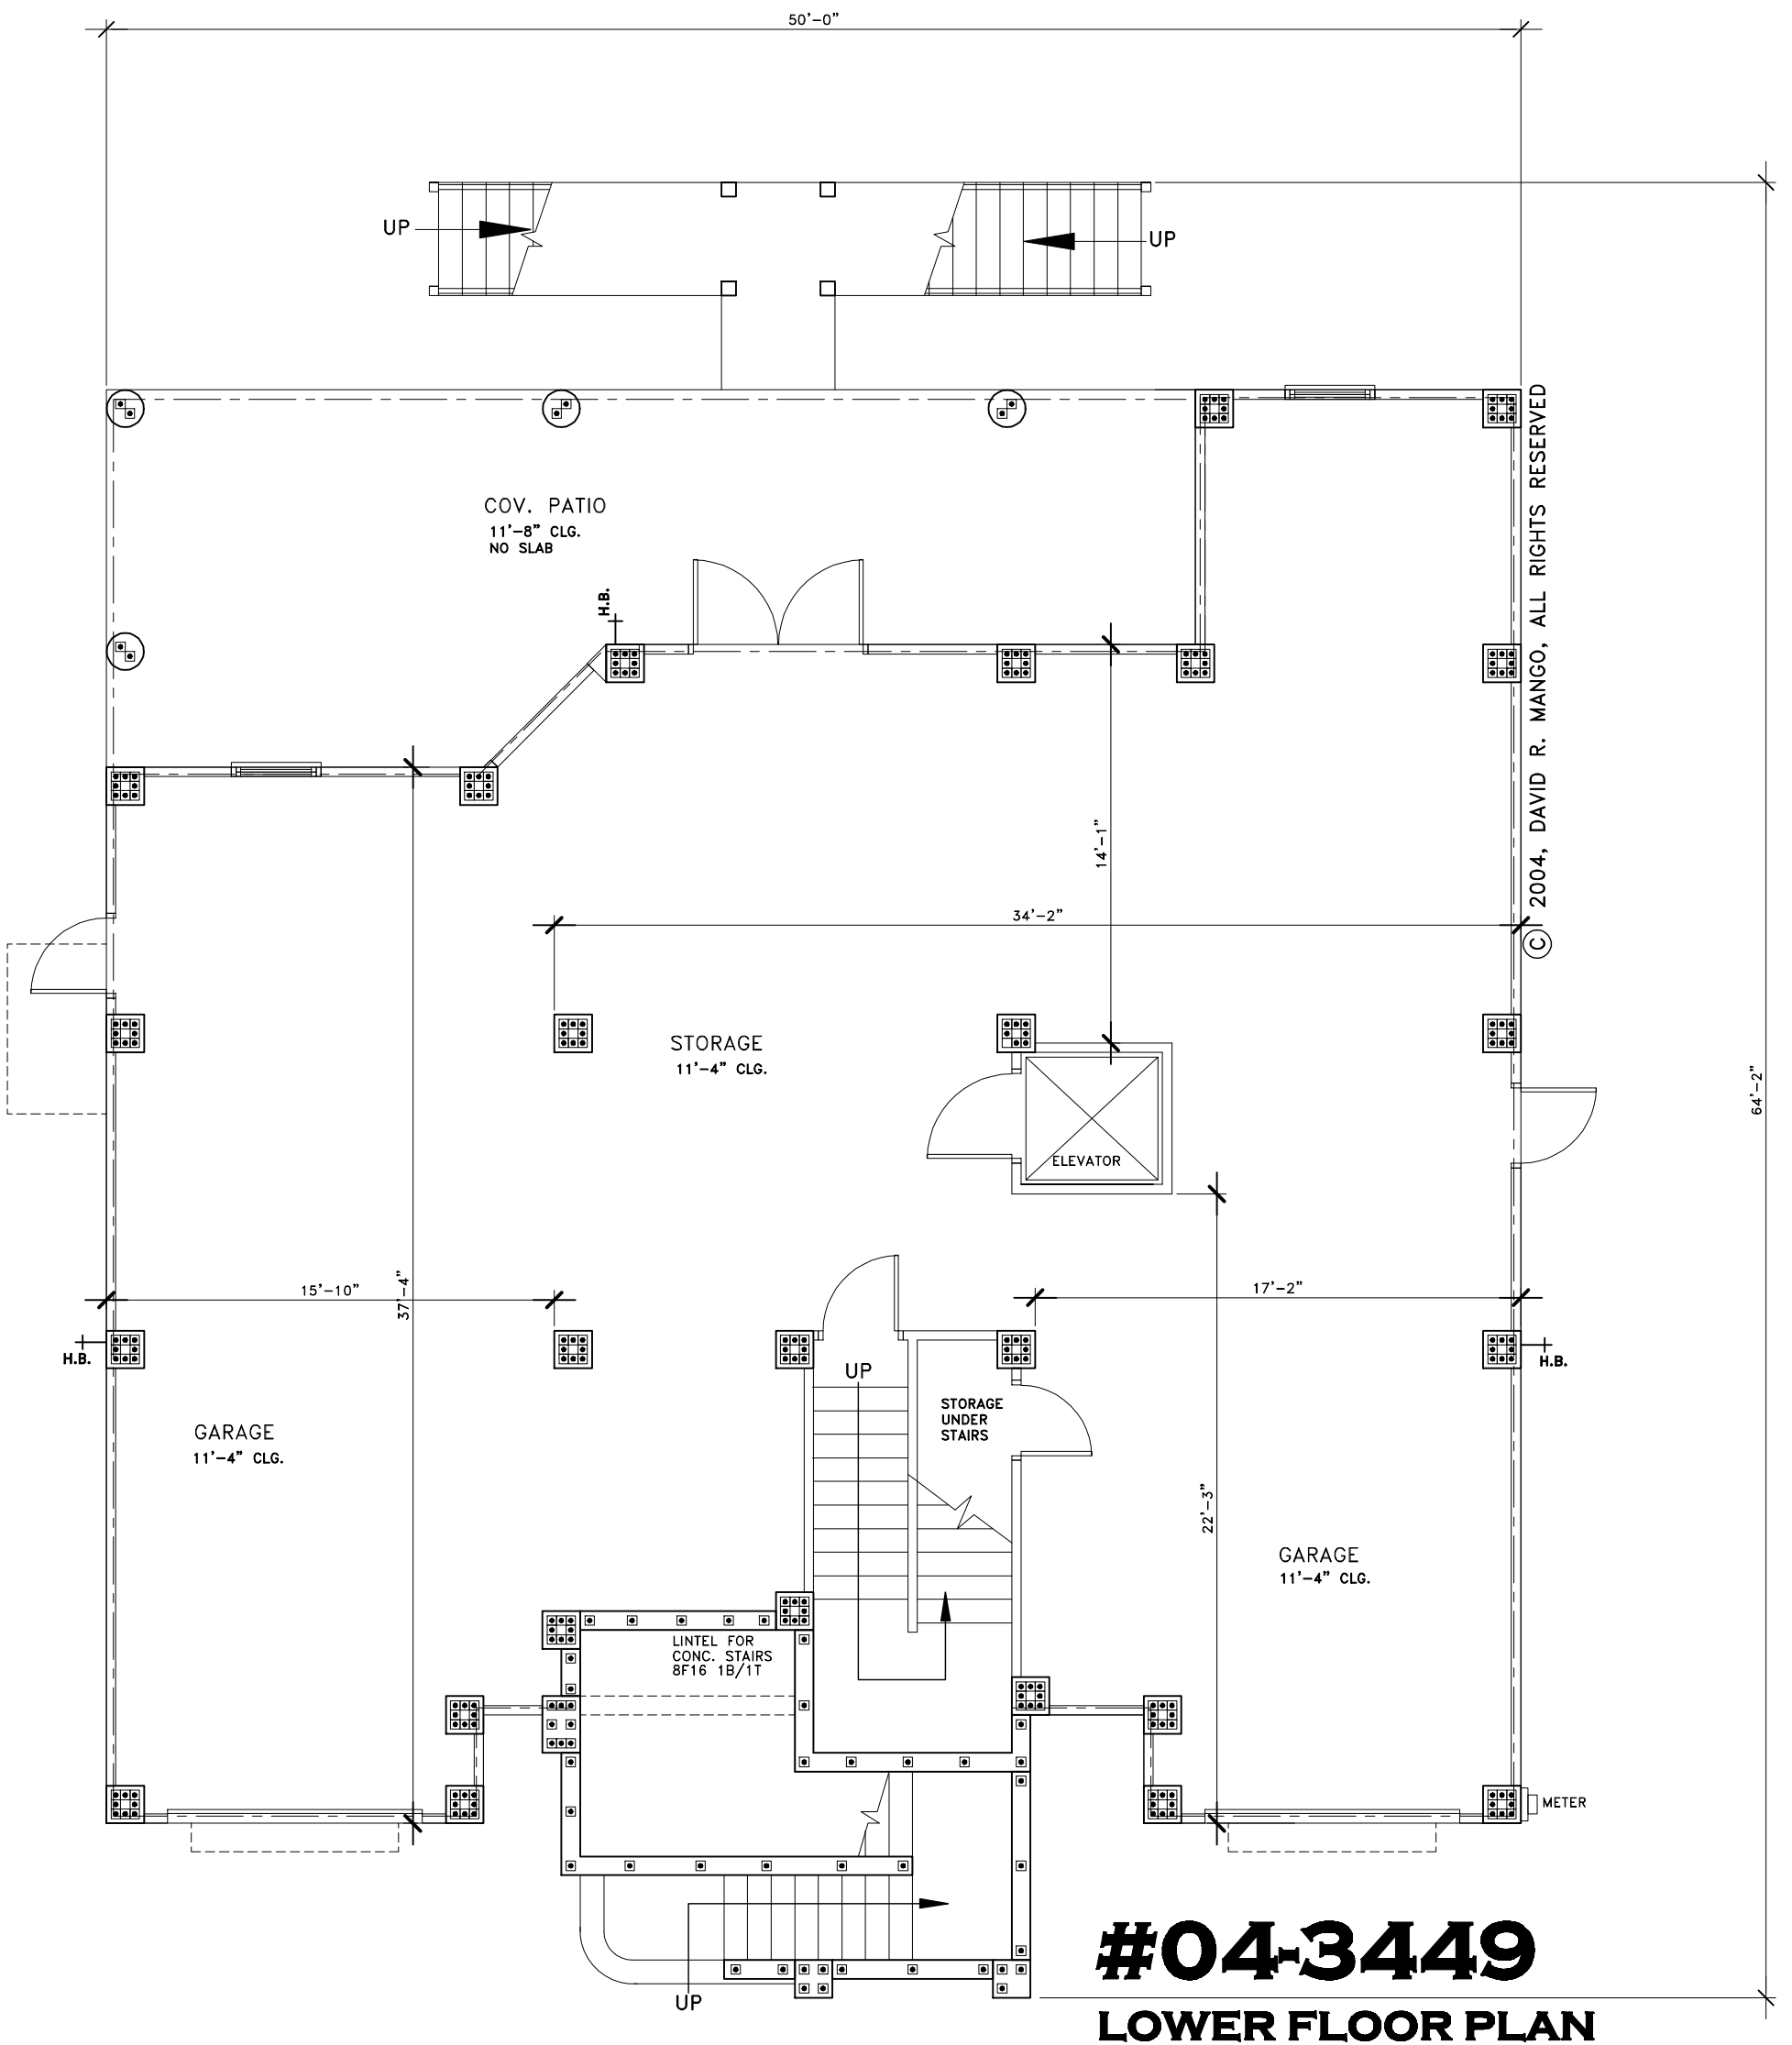 50'-0"
UP
UP
COV. PATIO
11'-8" CLG.
NO SLAB
H.B.
© 2004, DAVID R. MANGO, ALL RIGHTS RESERVED
14'-1"
34'-2"
STORAGE
11'-4" CLG.
64'-2"
ELEVATOR
15'-10"
37'-4"
17'-2"
H.B.
H.B.
UP
STORAGE
UNDER
STAIRS
GARAGE
11'-4" CLG.
22'-3"
GARAGE
11'-4" CLG.
LINTEL FOR
CONC. STAIRS
8F16 1B/1T
METER
UP
#04-3449
LOWER FLOOR PLAN